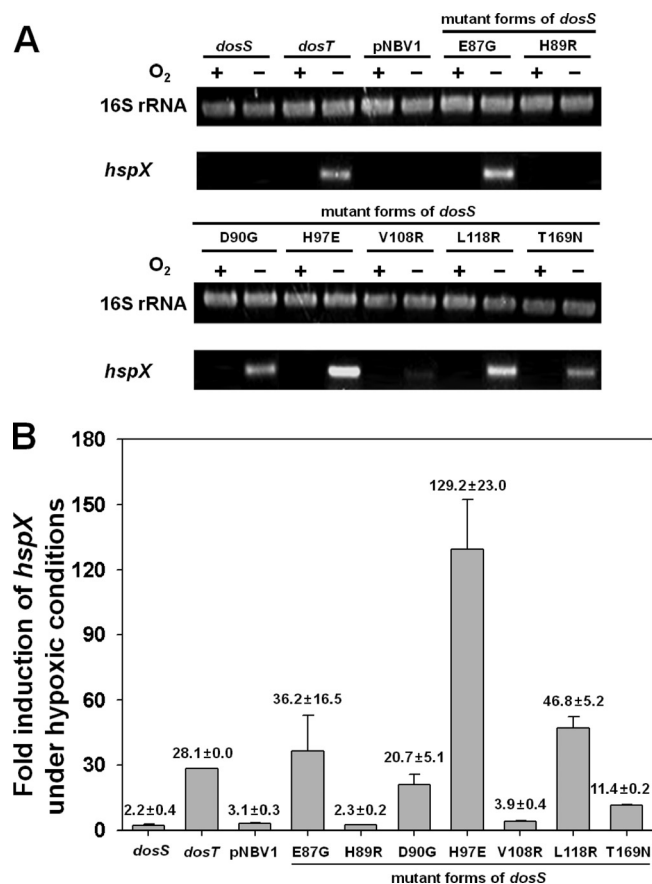 A
mutant forms of dosS
dosS dosT pNBV1 E87G H89R
O2 + − + − + − + − + −
16S rRNA
hspX
mutant forms of dosS
D90G H97E V108R L118R T169N
O2 + − + − + − + − + −
16S rRNA
hspX
B
Fold induction of hspX
under hypoxic conditions
180
150
120
90
60
30
0
2.2±0.4
28.1±0.0
3.1±0.3
36.2±16.5
2.3±0.2
20.7±5.1
129.2±23.0
3.9±0.4
46.8±5.2
11.4±0.2
dosS dosT pNBV1 E87G H89R D90G H97E V108R L118R T169N
mutant forms of dosS